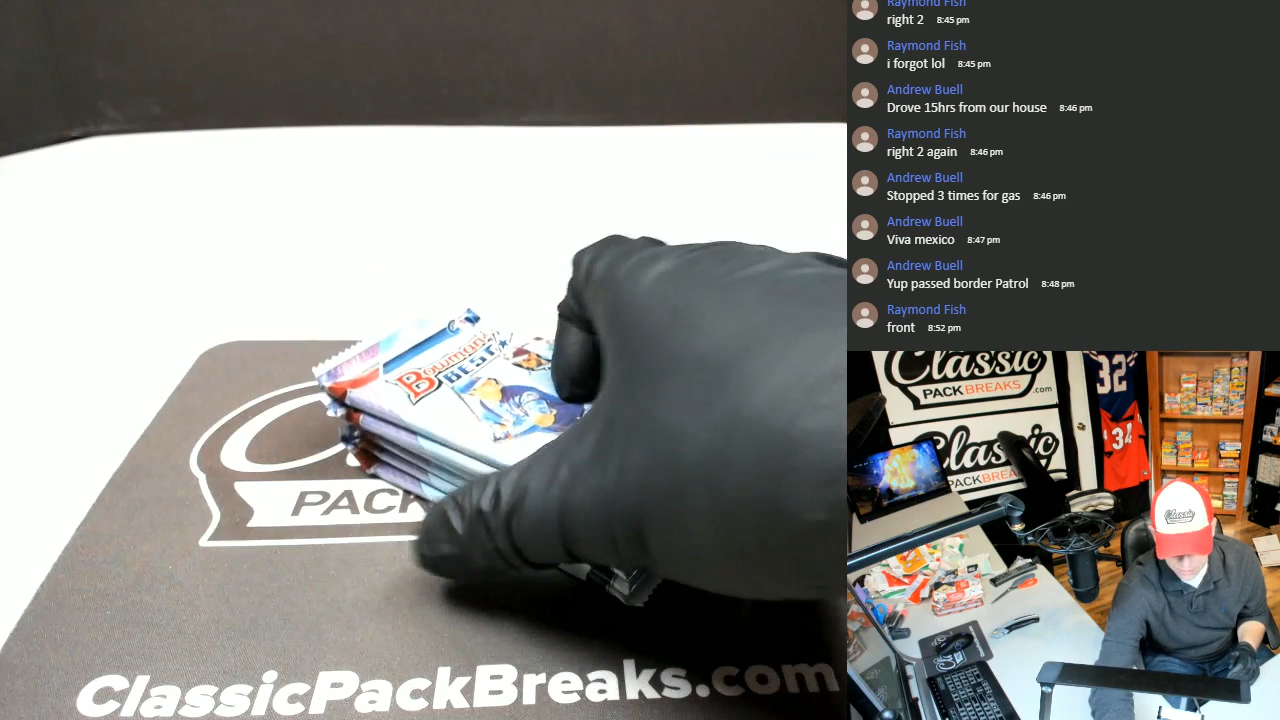 Raymond Fish
right 2 8:45 pm
Raymond Fish
i forgot lol 8:45 pm
Andrew Buell
Drove 15hrs from our house 8:46 pm
Raymond Fish
right 2 again 8:46 pm
Andrew Buell
Stopped 3 times for gas 8:46 pm
Andrew Buell
Viva mexico 8:47 pm
Andrew Buell
Yup passed border Patrol 8:48 pm
Raymond Fish
front 8:52 pm
BOWMAN'S
BEST
PACK
ClassicPackBreaks.com
Classic
PACKBREAKS
.com
Classic
PACKBREA
32
34
Classic